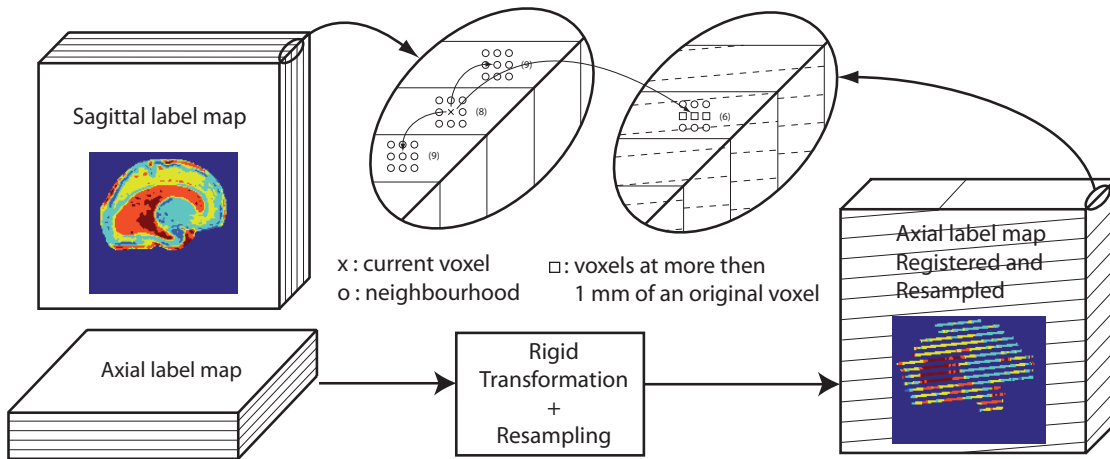 Sagittal label map
(9)
(8)
(9)
(6)
x : current voxel
o : neighbourhood
□: voxels at more then
1 mm of an original voxel
Axial label map
Registered and
Resampled
Axial label map
Rigid
Transformation
+
Resampling